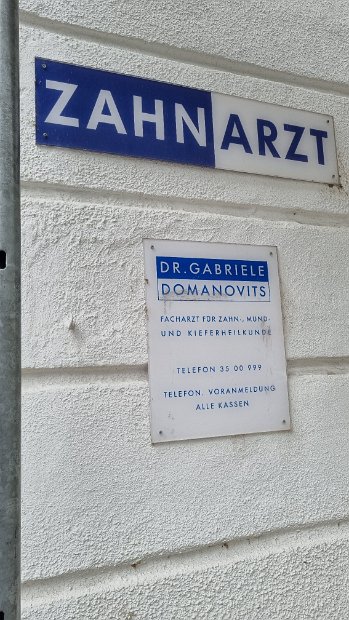 ZAHNARZT
DR. GABRIELE
DOMANOVITS
FACHARZT FÜR ZAHN-, MUND-
UND KIEFERHEILKUNDE
TELEFON 35 00 999
TELEFON. VORANMELDUNG
ALLE KASSEN